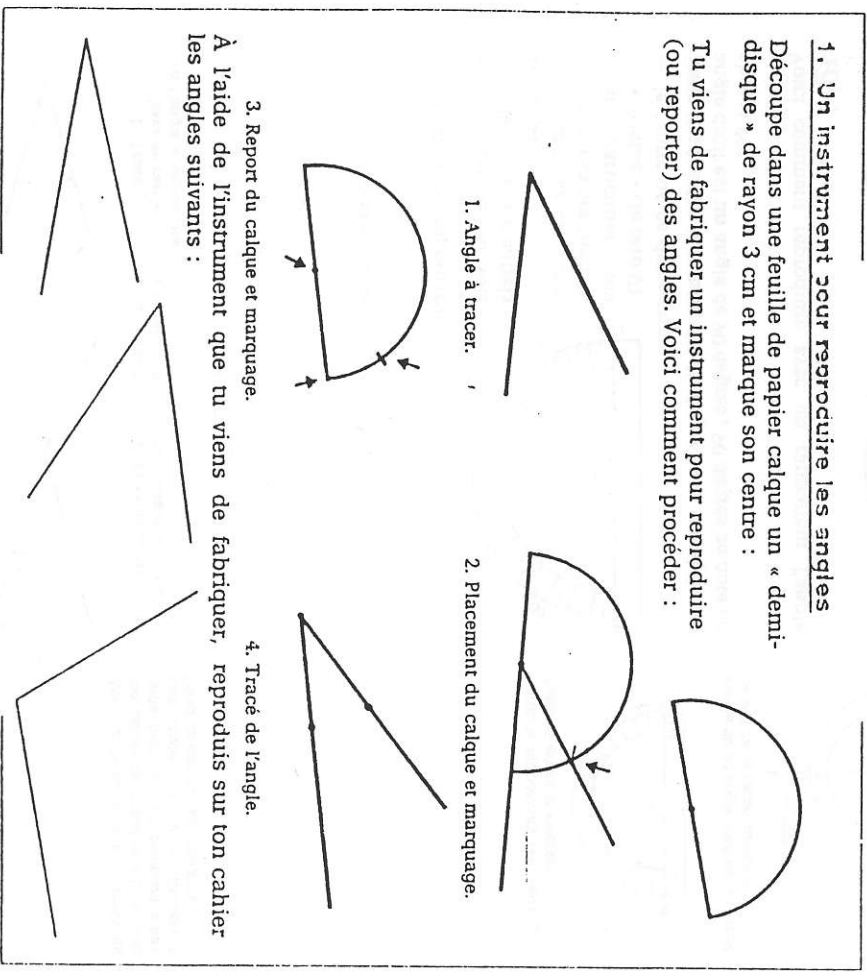 1. Un instrument pour reproduire les angles
Découpe dans une feuille de papier calque un « demi-
disque » de rayon 3 cm et marque son centre :
Tu viens de fabriquer un instrument pour reproduire
(ou reporter) des angles. Voici comment procéder :
1. Angle à tracer.
2. Placement du calque et marquage.
3. Report du calque et marquage.
4. Tracé de l'angle.
À l'aide de l'instrument que tu viens de fabriquer, reproduis sur ton cahier
les angles suivants :